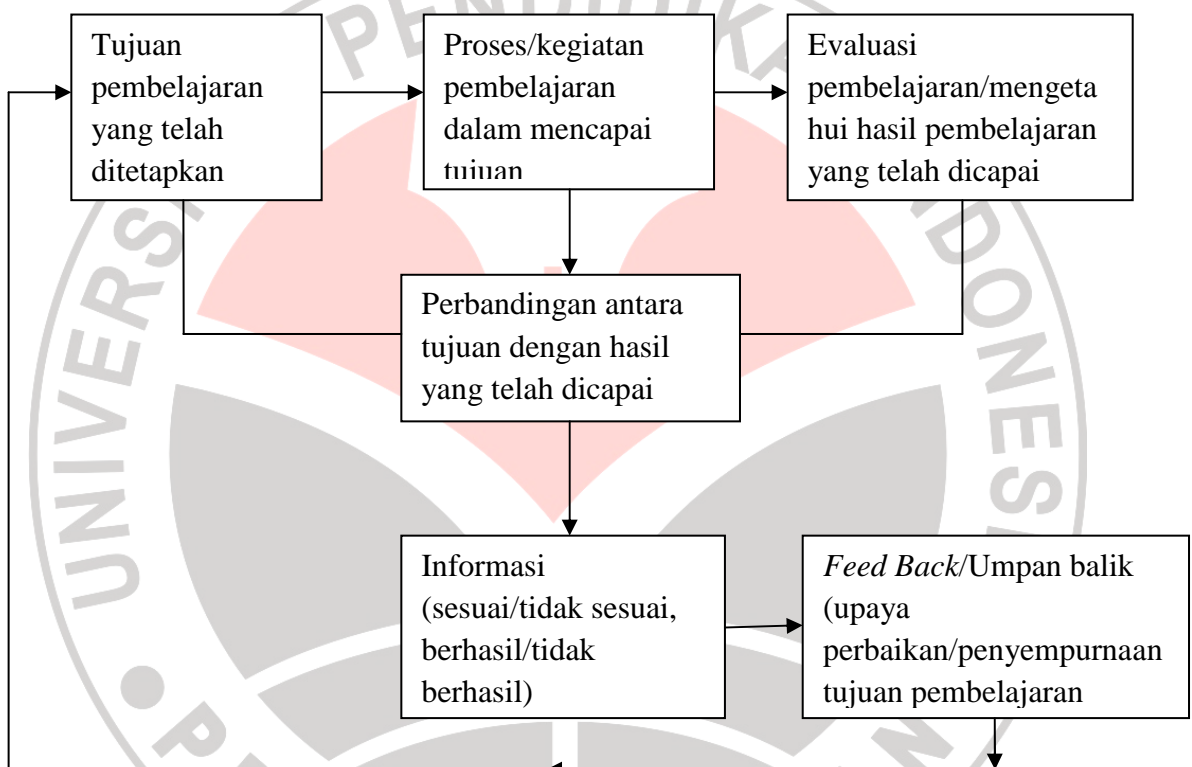 Tujuan
pembelajaran
yang telah
ditetapkan
Proses/kegiatan
pembelajaran
dalam mencapai
tujuan
Evaluasi
pembelajaran/mengeta
hui hasil pembelajaran
yang telah dicapai
Perbandingan antara
tujuan dengan hasil
yang telah dicapai
Informasi
(sesuai/tidak sesuai,
berhasil/tidak
berhasil)
Feed Back/Umpan balik
(upaya
perbaikan/penyempurnaan
tujuan pembelajaran